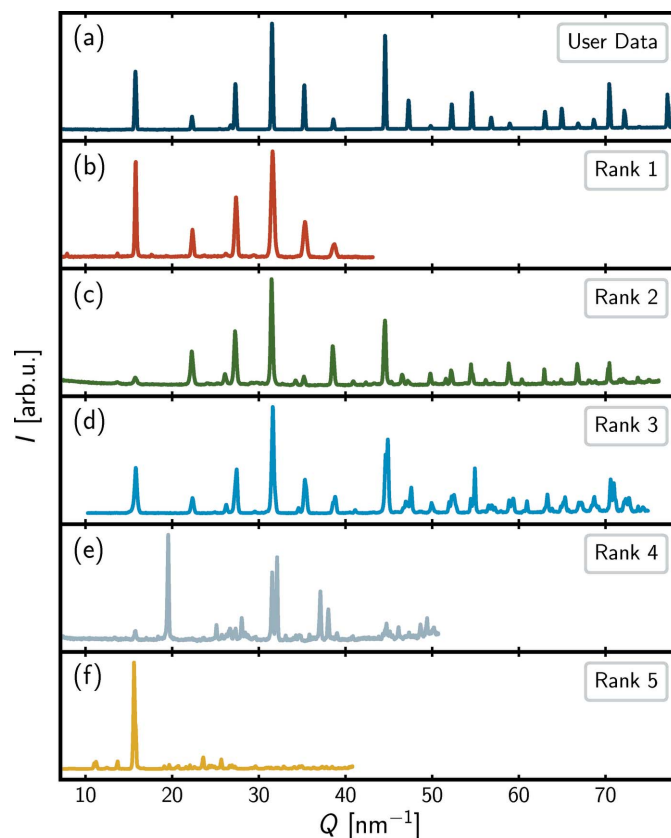 (a) User Data
(b) Rank 1
(c) Rank 2
(d) Rank 3
(e) Rank 4
(f) Rank 5
I [arb.u.]
10 20 30 40 50 60 70
Q [nm⁻¹]